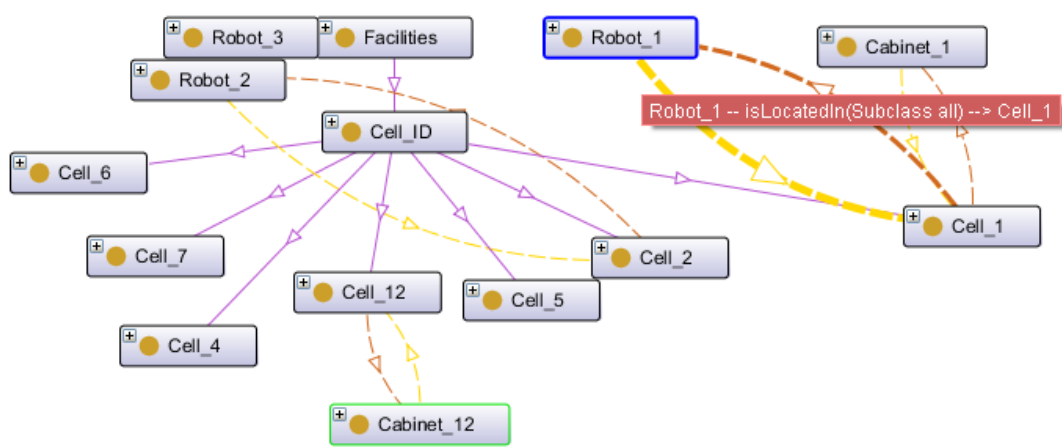 Robot_3
Facilities
Robot_1
Cabinet_1
Robot_2
Robot_1 -- isLocatedIn(Subclass all) --> Cell_1
Cell_ID
Cell_6
Cell_1
Cell_7
Cell_2
Cell_12
Cell_5
Cell_4
Cabinet_12